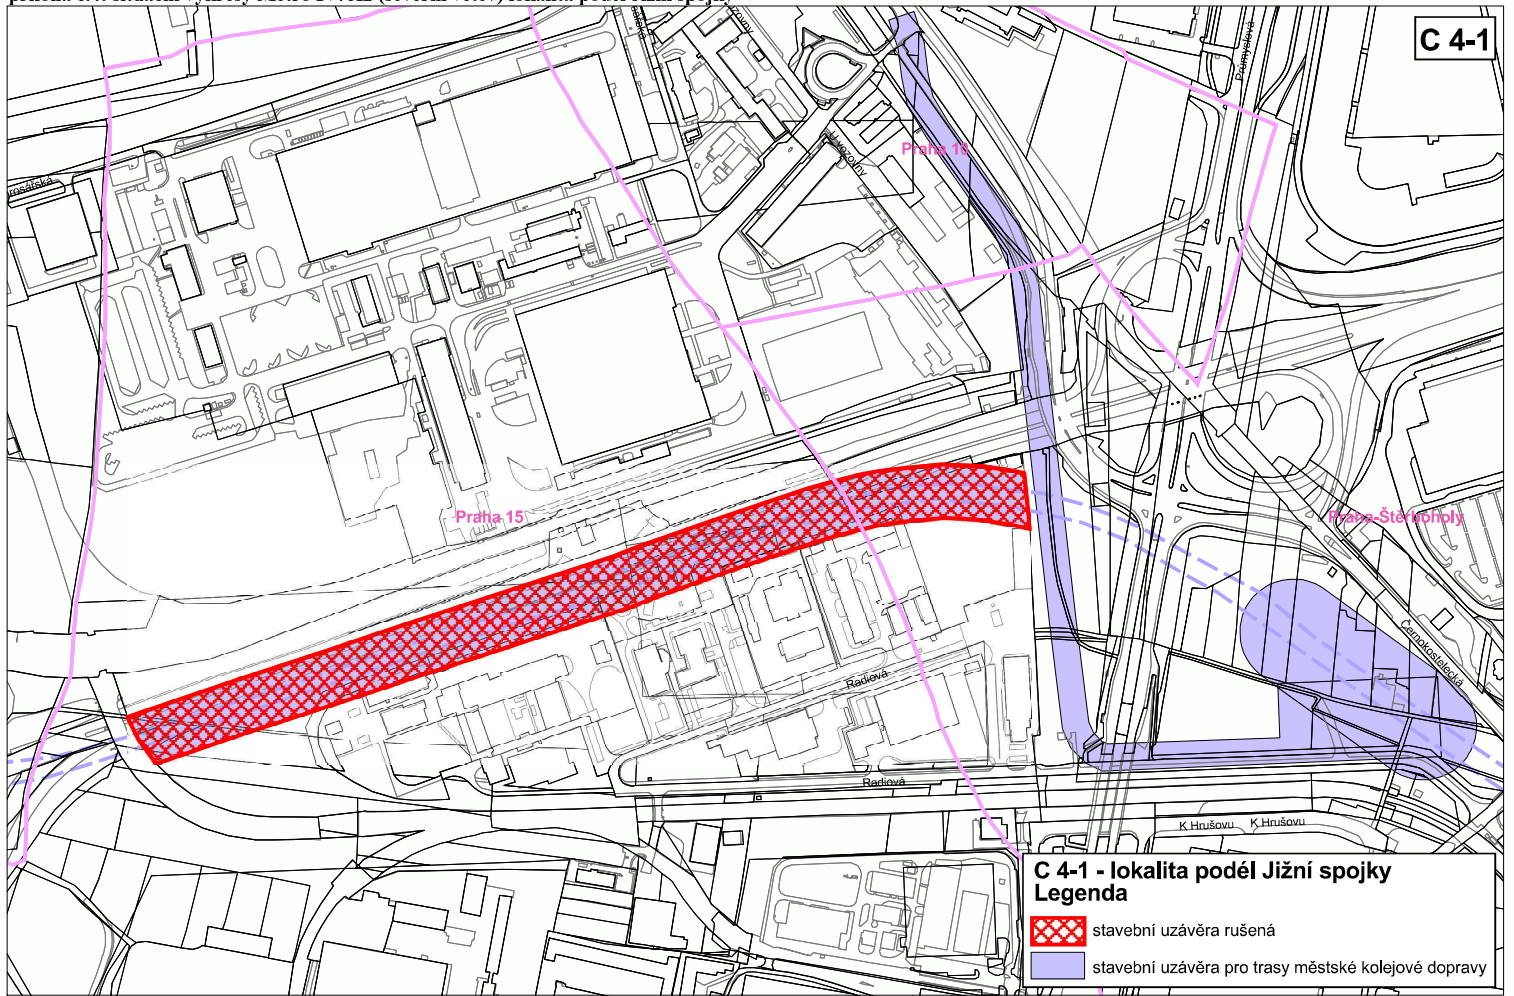 C 4-1
Průmyslová
U vozovny
Praha 10
Praha 15
Praha-Štěrboholy
Černokostelecká
Radiová
Radiová
K Hrušovu
K Hrušovu
C 4-1 - lokalita podél Jižní spojky
Legenda
stavební uzávěra rušená
stavební uzávěra pro trasy městské kolejové dopravy